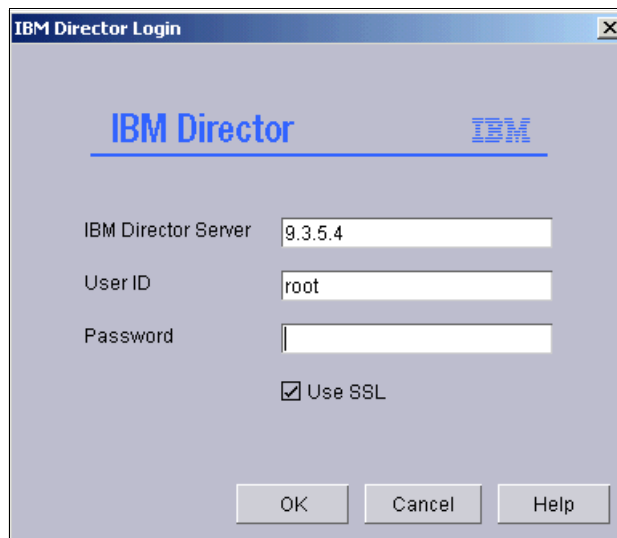 IBM Director Login
IBM Director IBM
IBM Director Server 9.3.5.4
User ID root
Password
Use SSL
OK Cancel Help